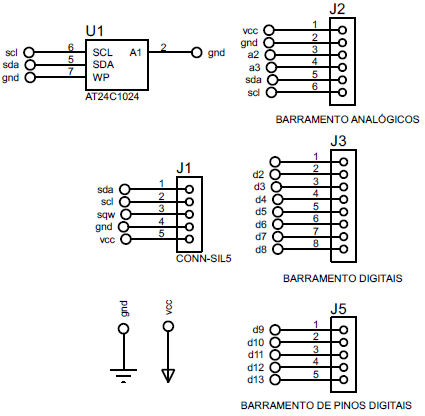 U1
scl 6 SCL A1 2 gnd
sda 5 SDA
gnd 7 WP
AT24C1024
J2
vcc 1
gnd 2
a2 3
a3 4
sda 5
scl 6
BARRAMENTO ANALÓGICOS
J1
sda 1
scl 2
sqw 3
gnd 4
vcc 5
CONN-SIL5
J3
1
d2 2
d3 3
d4 4
d5 5
d6 6
d7 7
d8 8
BARRAMENTO DIGITAIS
gnd
vcc
J5
d9 1
d10 2
d11 3
d12 4
d13 5
BARRAMENTO DE PINOS DIGITAIS